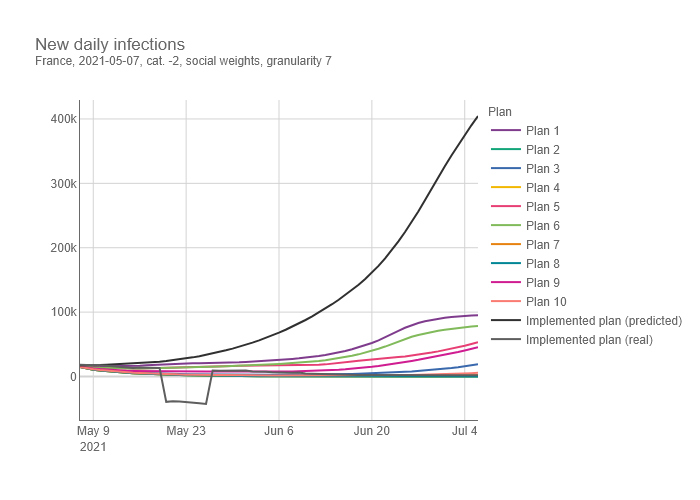 New daily infections
France, 2021-05-07, cat. -2, social weights, granularity 7
400k
300k
200k
100k
0
May 9
2021
May 23
Jun 6
Jun 20
Jul 4
Plan
Plan 1
Plan 2
Plan 3
Plan 4
Plan 5
Plan 6
Plan 7
Plan 8
Plan 9
Plan 10
Implemented plan (predicted)
Implemented plan (real)